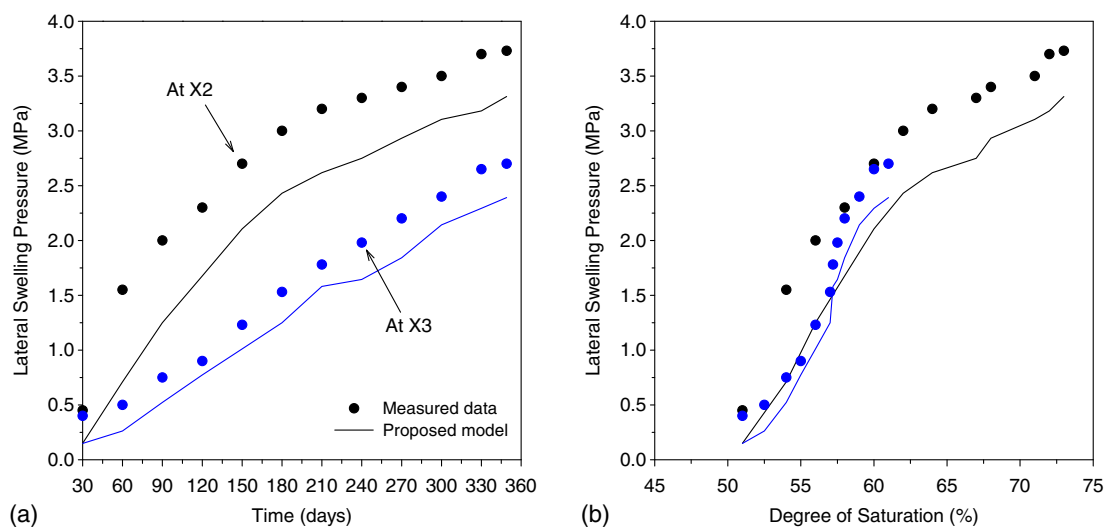 4.0
3.5
3.0
2.5
2.0
1.5
1.0
0.5
0.0
Lateral Swelling Pressure (MPa)
At X2
At X3
Measured data
Proposed model
30 60 90 120 150 180 210 240 270 300 330 360
Time (days)
(a)
4.0
3.5
3.0
2.5
2.0
1.5
1.0
0.5
0.0
Lateral Swelling Pressure (MPa)
45 50 55 60 65 70 75
Degree of Saturation (%)
(b)